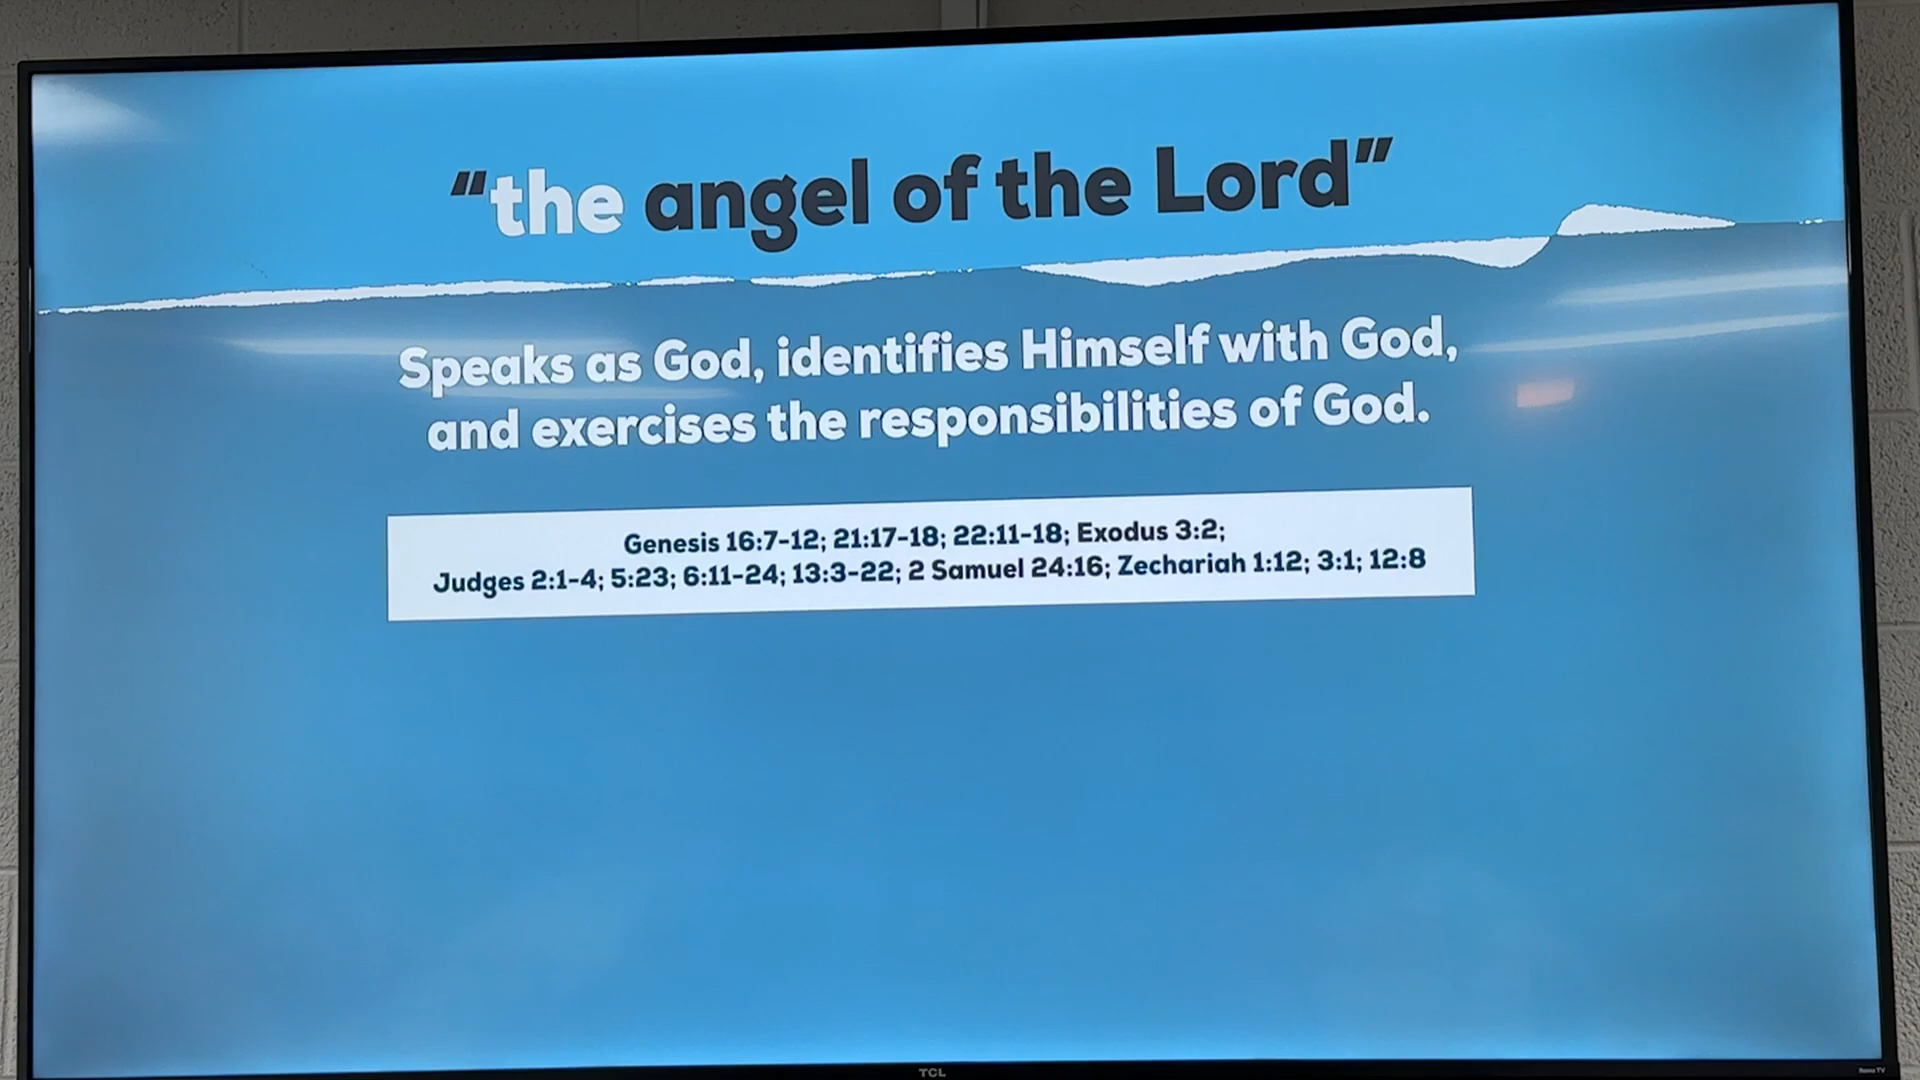 “the angel of the Lord”
Speaks as God, identifies Himself with God,
and exercises the responsibilities of God.
Genesis 16:7-12; 21:17-18; 22:11-18; Exodus 3:2;
Judges 2:1-4; 5:23; 6:11-24; 13:3-22; 2 Samuel 24:16; Zechariah 1:12; 3:1; 12:8
TCL
Roku TV